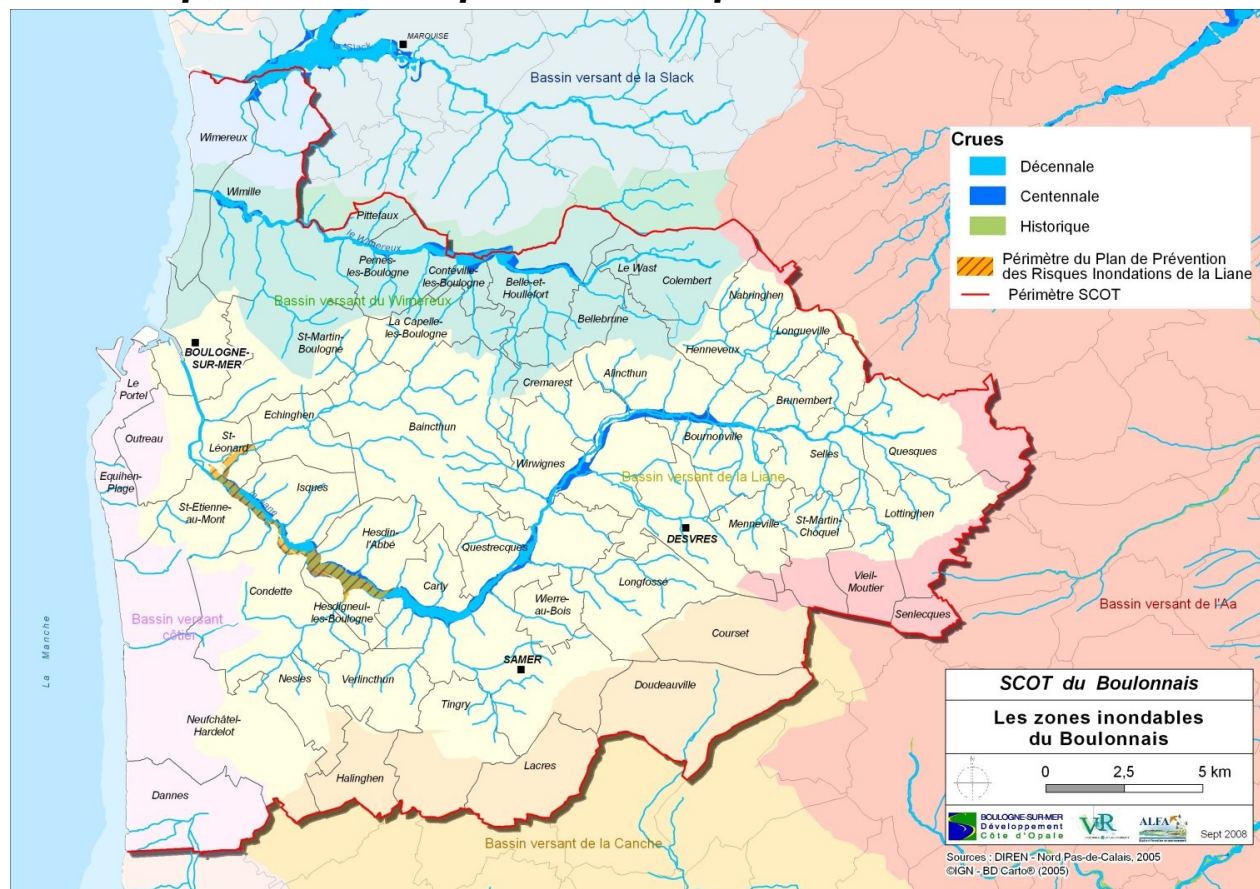 MARQUISE
la Slack
Bassin versant de la Slack
Wimereux
Crues
Décennale
Centennale
Historique
Périmètre du Plan de Prévention
des Risques Inondations de la Liane
Périmètre SCOT
Wimille
Pittefaux
le Wimereux
Pernes-
les-Boulogne
Conteville-
les-Boulogne
Belle-et-
Houllefort
Le Wast
Colembert
Nabringhen
Bassin versant du Wimereux
La Capelle-
les-Boulogne
Bellebrune
Longueville
St-Martin-
Boulogne
BOULOGNE-
SUR-MER
Henneveux
Le
Portel
Cremarest
Alincthun
Brunembert
Echinghen
Baincthun
Outreau
St-
Léonard
Bournonville
Selles
Quesques
Wirwignes
Bassin versant de la Liane
Equihen-
Plage
Isques
St-Etienne-
au-Mont
Lottinghen
Menneville
St-Martin-
Choquel
DESVRES
Hesdin-
l'Abbé
Questrecques
Carly
Longfossé
Vieil-
Moutier
Condette
Wierre-
au-Bois
Hesdigneul-
les-Boulogne
Senlecques
Bassin versant de l'Aa
Bassin versant
côtier
Courset
La Manche
SAMER
Nesles
Verlincthun
Doudeauville
Tingry
Neufchâtel-
Hardelot
Lacres
Halinghen
Dannes
Bassin versant de la Canche
SCOT du Boulonnais
Les zones inondables
du Boulonnais
N
0 2,5 5 km
BOULOGNE-SUR-MER
Développement
Côte d'Opale
ALFA
Sept 2008
Sources : DIREN - Nord Pas-de-Calais, 2005
©IGN - BD Carto® (2005)